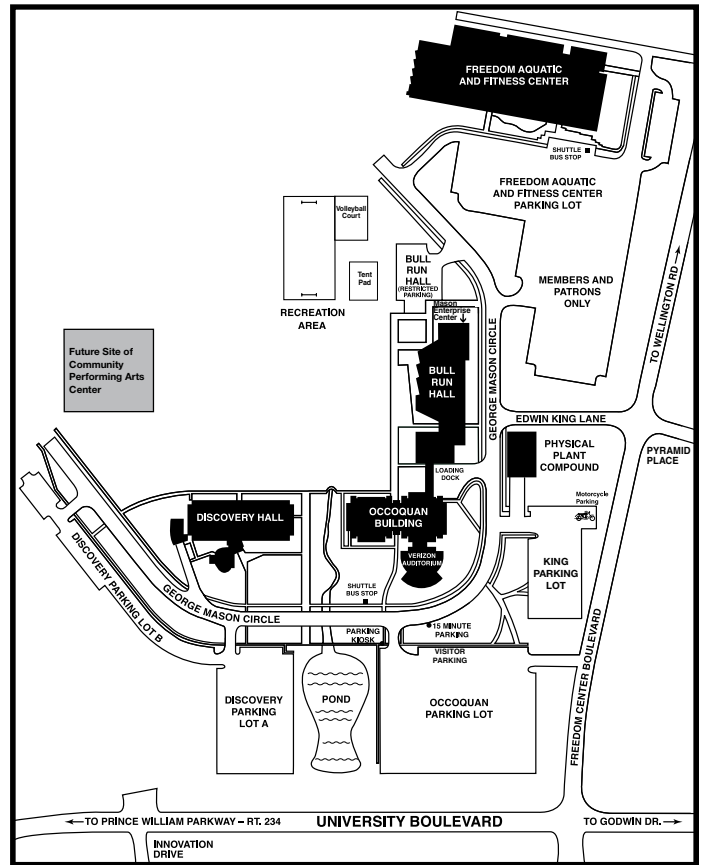 FREEDOM AQUATIC
AND FITNESS CENTER
SHUTTLE
BUS STOP
FREEDOM AQUATIC
AND FITNESS CENTER
PARKING LOT
MEMBERS AND
PATRONS
ONLY
TO WELLINGTON RD
Volleyball
Court
Tent
Pad
RECREATION
AREA
BULL
RUN
HALL
(RESTRICTED
PARKING)
Mason
Enterprise
Center
BULL
RUN
HALL
GEORGE MASON CIRCLE
Future Site of
Community
Performing Arts
Center
EDWIN KING LANE
PHYSICAL
PLANT
COMPOUND
PYRAMID
PLACE
LOADING
DOCK
Motorcycle
Parking
DISCOVERY HALL
OCCOQUAN
BUILDING
VERIZON
AUDITORIUM
KING
PARKING
LOT
DISCOVERY PARKING LOT B
GEORGE MASON CIRCLE
SHUTTLE
BUS STOP
PARKING
KIOSK
15 MINUTE
PARKING
VISITOR
PARKING
FREEDOM CENTER BOULEVARD
DISCOVERY
PARKING
LOT A
POND
OCCOQUAN
PARKING LOT
TO PRINCE WILLIAM PARKWAY – RT. 234
UNIVERSITY BOULEVARD
TO GODWIN DR.
INNOVATION
DRIVE